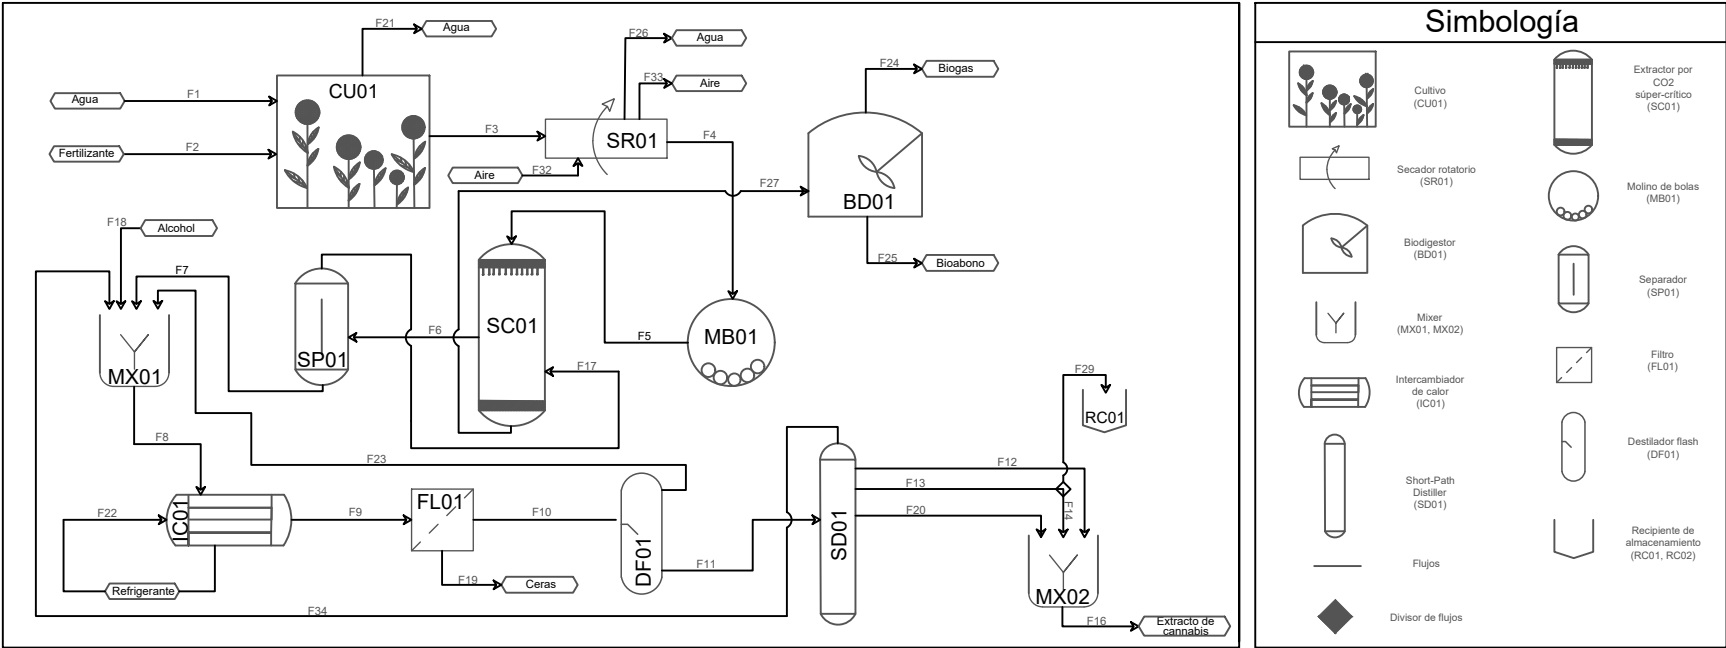 F21
Agua
F26
Agua
F33
Aire
F24
Biogas
CU01
Agua
F1
F3
F4
SR01
Fertilizante
F2
Aire
F32
F27
BD01
F18
Alcohol
F25
Bioabono
F7
F6
SC01
F5
MB01
SP01
MX01
F17
F29
RC01
F8
F23
F12
F13
F14
F20
F22
IC01
F9
FL01
F10
DF01
F11
SD01
F19
Ceras
Refrigerante
F34
MX02
F16
Extracto de
cannabis
Simbología
Cultivo
(CU01)
Extractor por
CO2
súper-crítico
(SC01)
Secador rotatorio
(SR01)
Molino de bolas
(MB01)
Biodigestor
(BD01)
Separador
(SP01)
Mixer
(MX01, MX02)
Filtro
(FL01)
Intercambiador
de calor
(IC01)
Destilador flash
(DF01)
Short-Path
Distiller
(SD01)
Recipiente de
almacenamiento
(RC01, RC02)
Flujos
Divisor de flujos